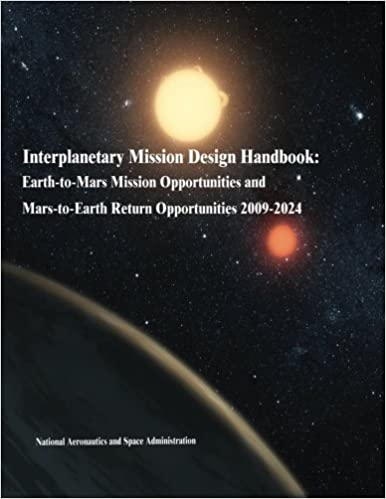 Interplanetary Mission Design Handbook:
Earth-to-Mars Mission Opportunities and
Mars-to-Earth Return Opportunities 2009-2024
National Aeronautics and Space Administration